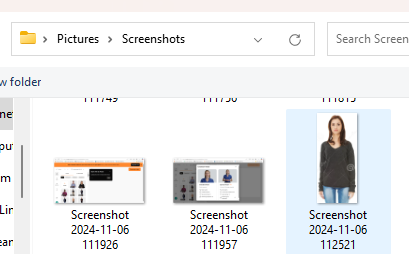 Pictures
Screenshots
Search Screen
w folder
111749
111750
111815
Screenshot
2024-11-06
111926
Screenshot
2024-11-06
111957
Screenshot
2024-11-06
112521